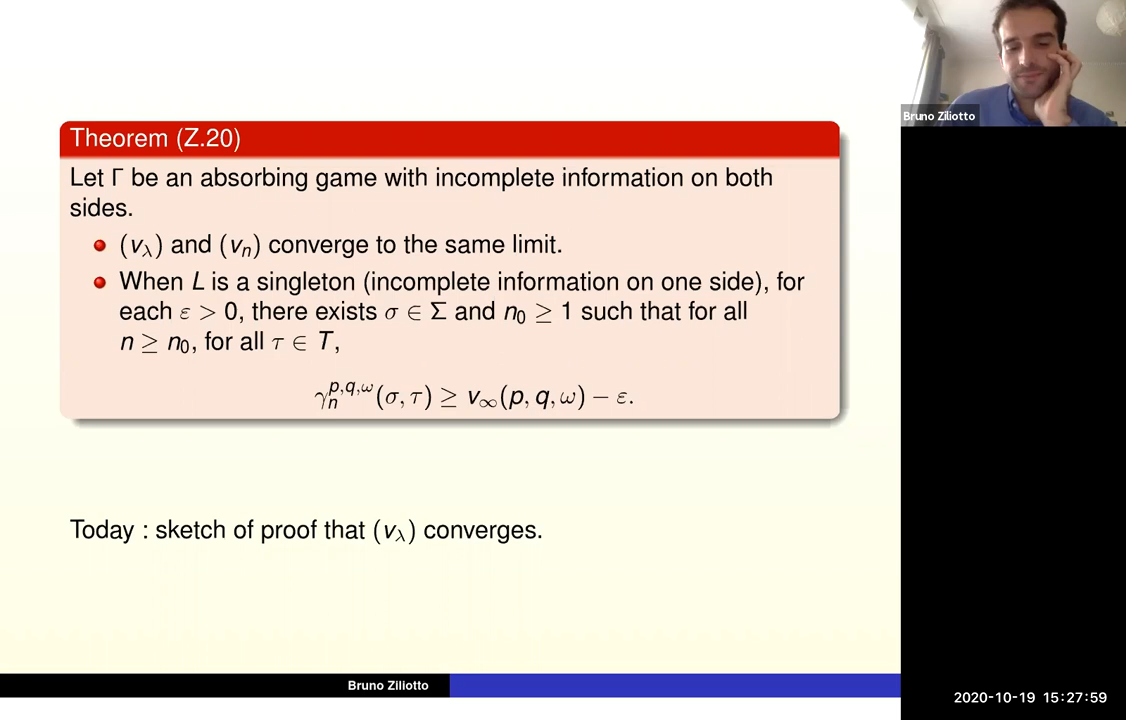 Theorem (Z.20)
Let Γ be an absorbing game with incomplete information on both
sides.
(v_λ) and (v_n) converge to the same limit.
When L is a singleton (incomplete information on one side), for
each ε > 0, there exists σ ∈ Σ and n₀ ≥ 1 such that for all
n ≥ n₀, for all τ ∈ T,
γ_n^{p,q,ω}(σ, τ) ≥ v_∞(p, q, ω) − ε.
Today : sketch of proof that (v_λ) converges.
Bruno Ziliotto
Bruno Ziliotto
2020-10-19 15:27:59